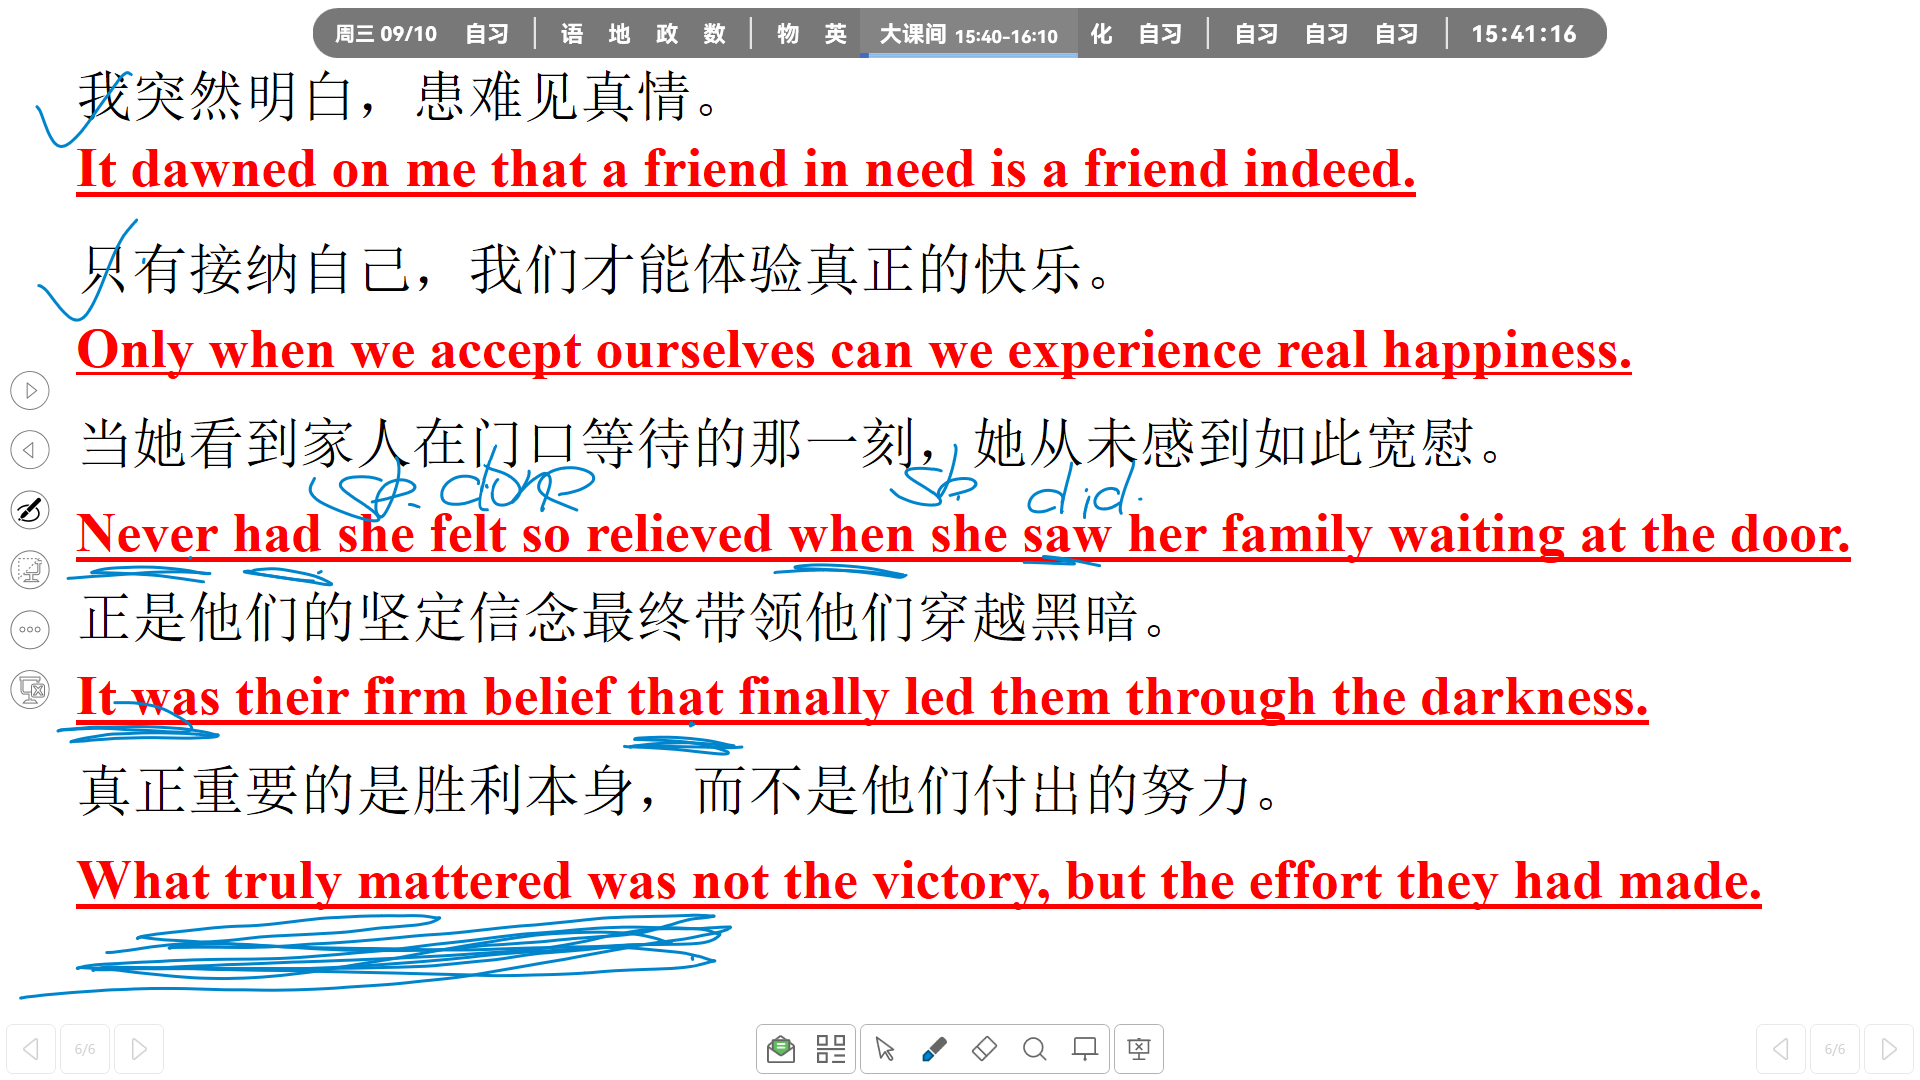 周三 09/10 自习 | 语 地 政 数 | 物 英 大课间 15:40-16:10 化 自习 | 自习 自习 自习 | 15:41:16
我突然明白，患难见真情。
It dawned on me that a friend in need is a friend indeed.
只有接纳自己，我们才能体验真正的快乐。
Only when we accept ourselves can we experience real happiness.
当她看到家人在门口等待的那一刻，她从未感到如此宽慰。
sb. done sb. did.
Never had she felt so relieved when she saw her family waiting at the door.
正是他们的坚定信念最终带领他们穿越黑暗。
It was their firm belief that finally led them through the darkness.
真正重要的是胜利本身，而不是他们付出的努力。
What truly mattered was not the victory, but the effort they had made.
6/6 6/6